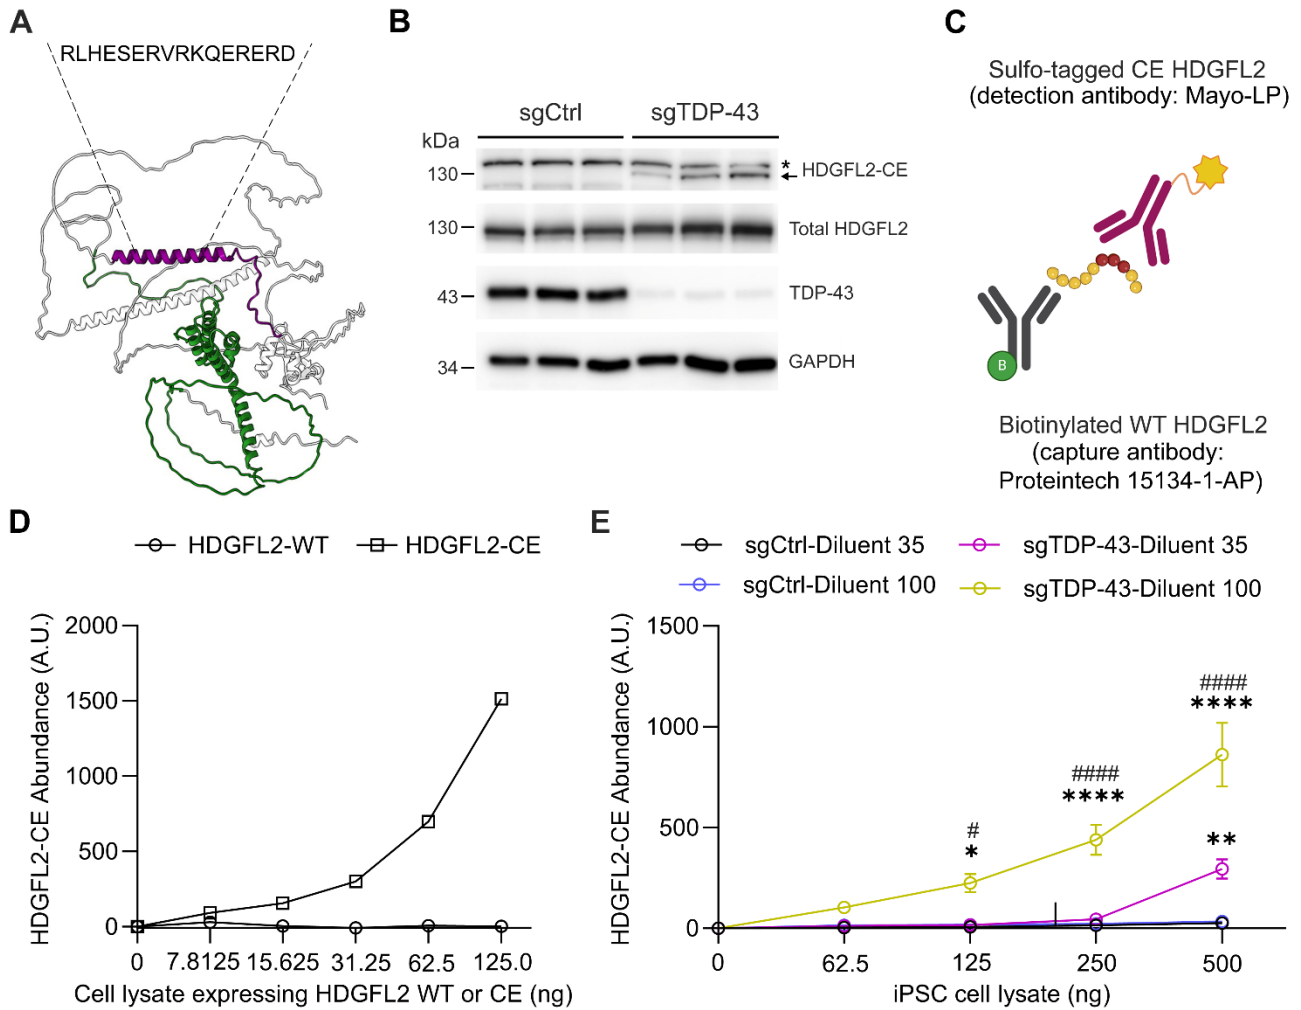 A
RLHESERVRKQERERD
B
sgCtrl
sgTDP-43
kDa
130
*
HDGFL2-CE
130
Total HDGFL2
43
TDP-43
34
GAPDH
C
Sulfo-tagged CE HDGFL2
(detection antibody: Mayo-LP)
B
Biotinylated WT HDGFL2
(capture antibody:
Proteintech 15134-1-AP)
D
HDGFL2-WT
HDGFL2-CE
HDGFL2-CE Abundance (A.U.)
2000
1500
1000
500
0
0 7.8125 15.625 31.25 62.5 125.0
Cell lysate expressing HDGFL2 WT or CE (ng)
E
sgCtrl-Diluent 35
sgTDP-43-Diluent 35
sgCtrl-Diluent 100
sgTDP-43-Diluent 100
HDGFL2-CE Abundance (A.U.)
1500
1000
500
0
#
*
####
****
####
****
**
0 62.5 125 250 500
iPSC cell lysate (ng)